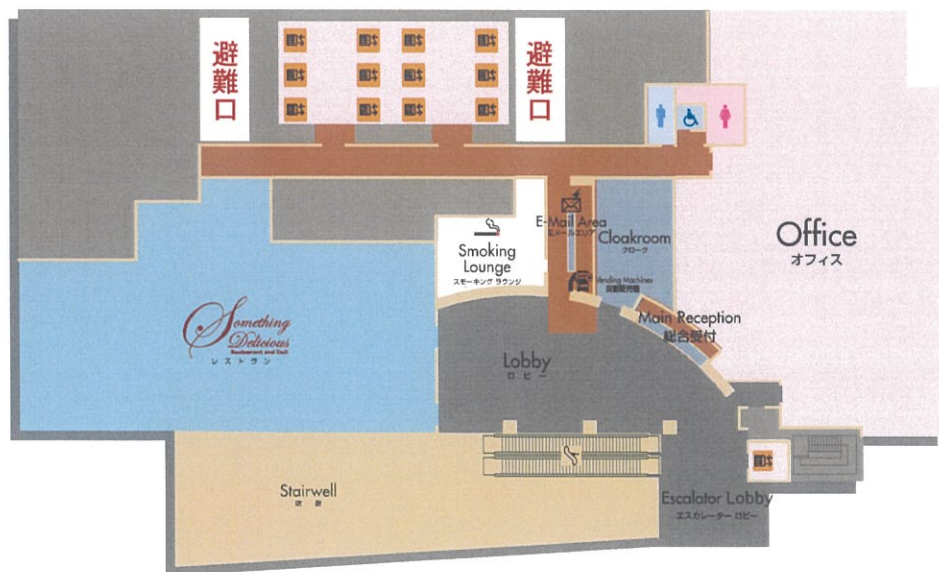 避難口
避難口
E-Mail Area
Eメールエリア
Cloakroom
クローク
Smoking
Lounge
スモーキング ラウンジ
Vending Machines
自動販売機
Office
オフィス
Something
Delicious
Restaurant and Deli
レストラン
Main Reception
総合受付
Lobby
ロビー
Stairwell
吹抜
Escalator Lobby
エスカレーター ロビー